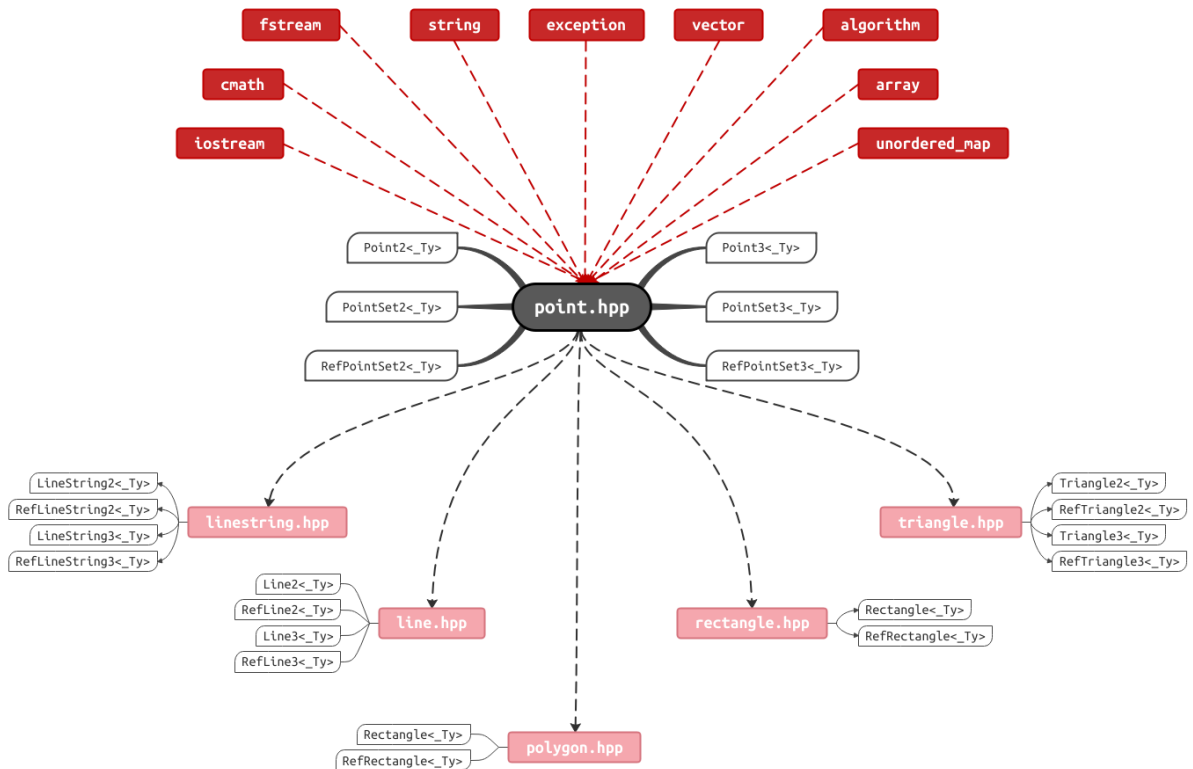 fstream
string
exception
vector
algorithm
cmath
array
iostream
unordered_map
Point2<_Ty>
Point3<_Ty>
PointSet2<_Ty>
point.hpp
PointSet3<_Ty>
RefPointSet2<_Ty>
RefPointSet3<_Ty>
LineString2<_Ty>
RefLineString2<_Ty>
LineString3<_Ty>
RefLineString3<_Ty>
linestring.hpp
triangle.hpp
Triangle2<_Ty>
RefTriangle2<_Ty>
Triangle3<_Ty>
RefTriangle3<_Ty>
Line2<_Ty>
RefLine2<_Ty>
Line3<_Ty>
RefLine3<_Ty>
line.hpp
rectangle.hpp
Rectangle<_Ty>
RefRectangle<_Ty>
Rectangle<_Ty>
RefRectangle<_Ty>
polygon.hpp